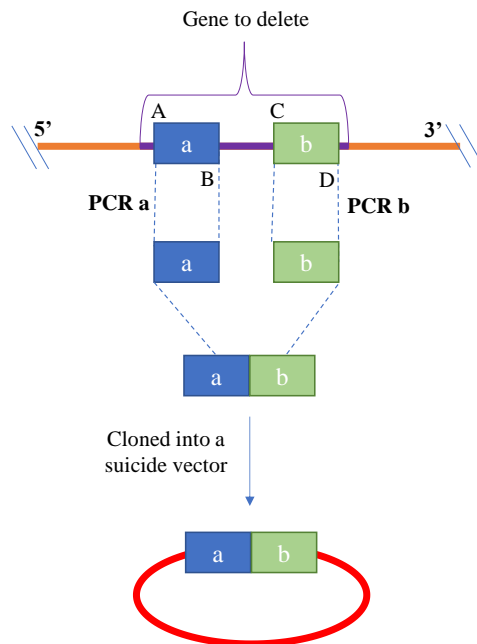 Gene to delete
A
C
5’
3’
a
b
B
D
PCR a
PCR b
a
b
a
b
Cloned into a
suicide vector
a
b